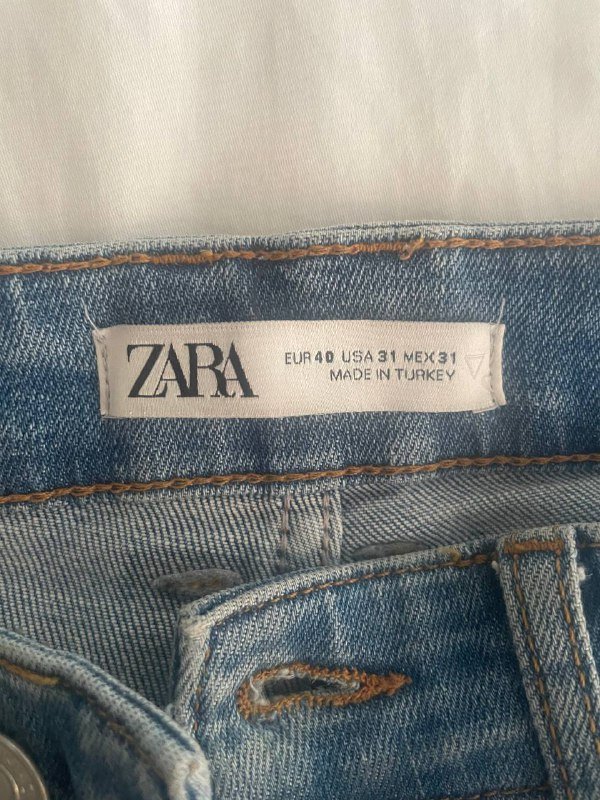 ZARA
EUR 40 USA 31 MEX 31
MADE IN TURKEY